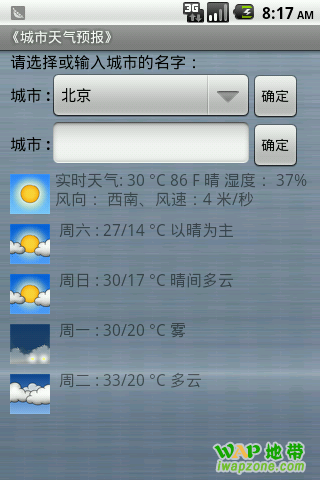 3G
8:17 AM
《城市天气预报》
请选择或输入城市的名字：
城市 : 北京 确定
城市 : 确定
实时天气: 30 °C 86 F 晴 湿度 : 37%
风向 : 西南、风速 : 4 米/秒
周六 : 27/14 °C 以晴为主
周日 : 30/17 °C 晴间多云
周一 : 30/20 °C 雾
周二 : 33/20 °C 多云
WAP地带
iwapzone.com